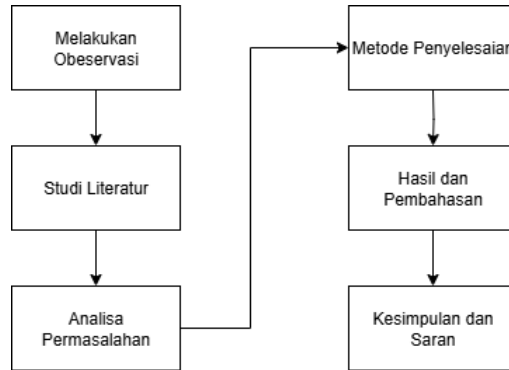 Melakukan
Obeservasi
Studi Literatur
Analisa
Permasalahan
Metode Penyelesaian
Hasil dan
Pembahasan
Kesimpulan dan
Saran